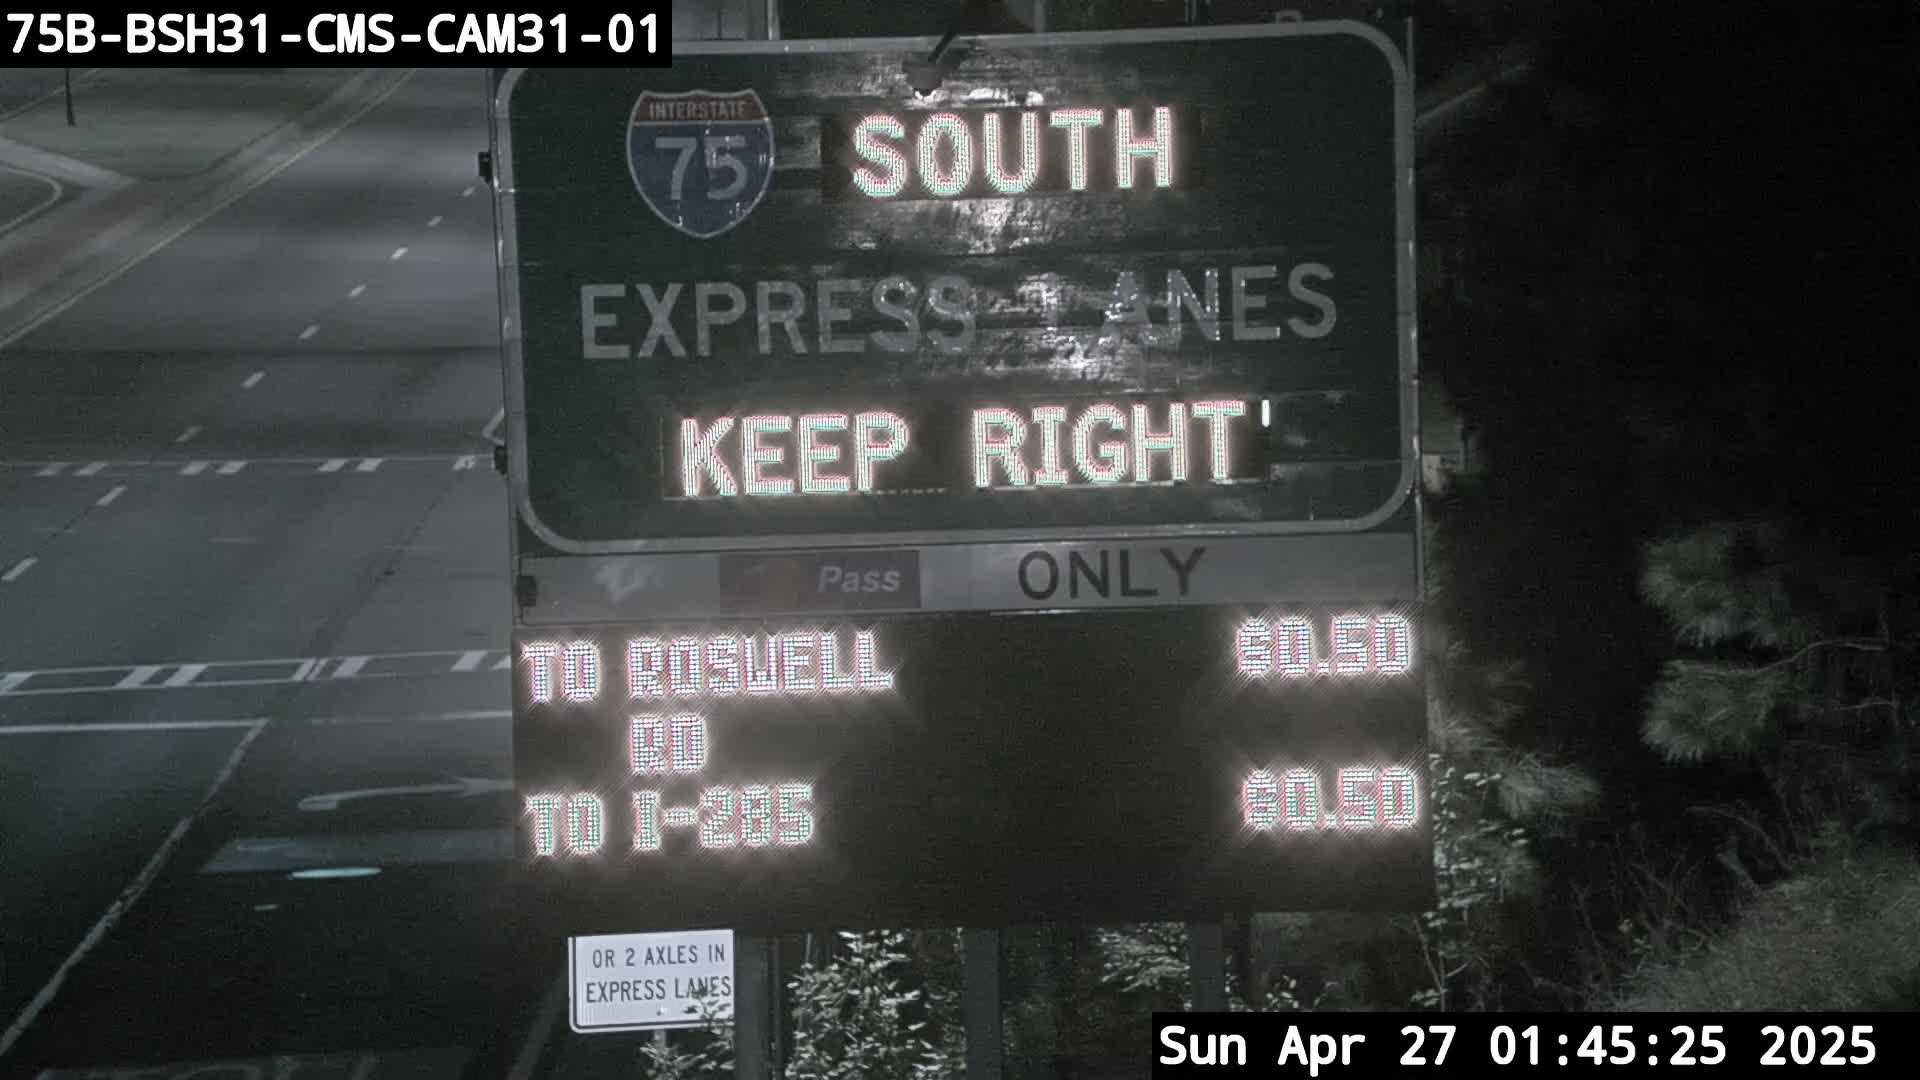 75B-BSH31-CMS-CAM31-01
INTERSTATE
75
SOUTH
EXPRESS LANES
KEEP RIGHT'
Pass ONLY
TO ROSWELL $0.50
RD
TO I-285 $0.50
OR 2 AXLES IN
EXPRESS LANES
Sun Apr 27 01:45:25 2025